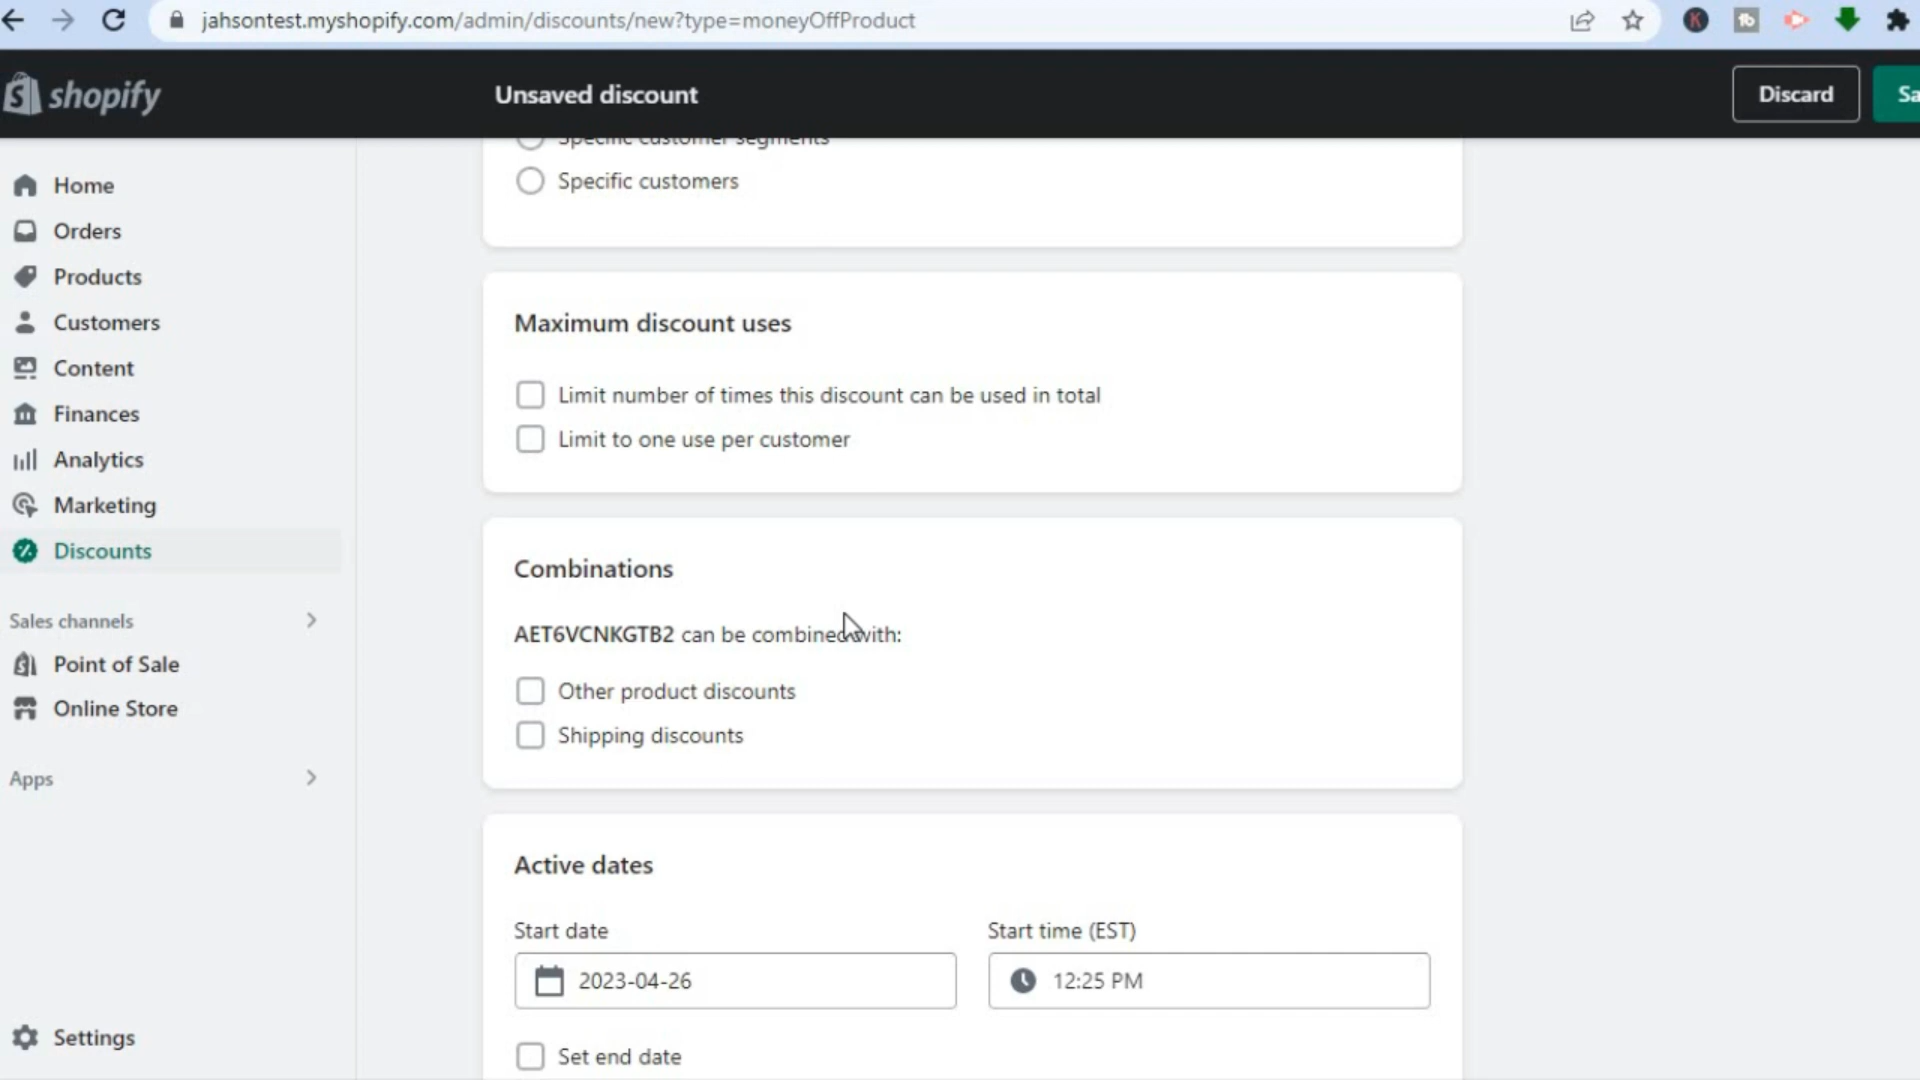 jahsontest.myshopify.com/admin/discounts/new?type=moneyOffProduct
shopify
Unsaved discount
Discard
Sa
Home
Orders
Products
Customers
Content
Finances
Analytics
Marketing
Discounts
Sales channels
Point of Sale
Online Store
Apps
Settings
Specific customer segments
Specific customers
Maximum discount uses
Limit number of times this discount can be used in total
Limit to one use per customer
Combinations
AET6VCNKGTB2 can be combined with:
Other product discounts
Shipping discounts
Active dates
Start date
Start time (EST)
2023-04-26
12:25 PM
Set end date